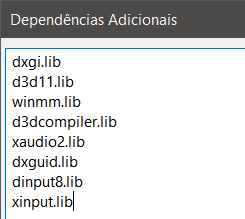 Dependências Adicionais
dxgi.lib
d3d11.lib
winmm.lib
d3dcompiler.lib
xaudio2.lib
dxguid.lib
dinput8.lib
xinput.lib